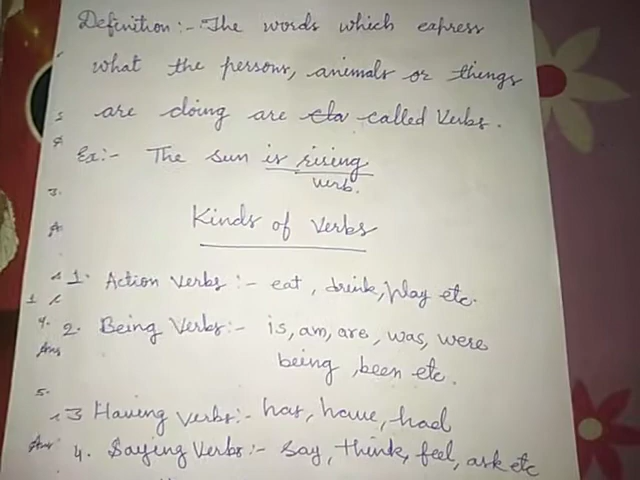 Definition :- The words which express
what the persons, animals or things
are doing are cla called Verbs.
Ex:- The sun is rising
verb.
Kinds of Verbs
1. Action Verbs :- eat, drink, play etc.
2. Being Verbs:- is, am, are, was, were
being, been etc.
3 Having Verbs:- has, have, had
4. Saying Verbs :- say, think, feel, ask etc